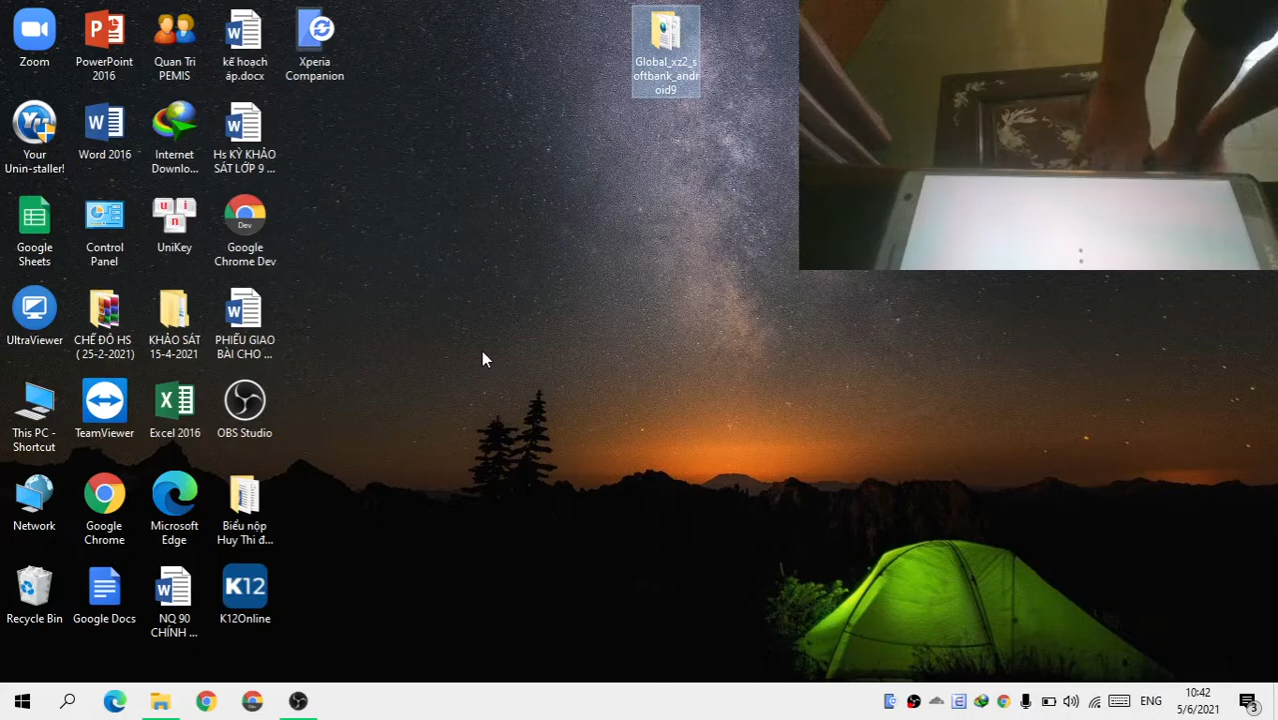 Zoom
PowerPoint
2016
Quan Tri
PEMIS
kế hoạch
áp.docx
Xperia
Companion
Global_xz2_s
oftbank_andr
oid9
Your
Unin-staller!
Word 2016
Internet
Downlo...
Hs KỲ KHẢO
SÁT LỚP 9 ...
Google
Sheets
Control
Panel
UniKey
Dev
Google
Chrome Dev
UltraViewer
CHẾ ĐÔ HS
( 25-2-2021)
KHẢO SÁT
15-4-2021
PHIẾU GIAO
BÀI CHO ...
This PC -
Shortcut
TeamViewer
Excel 2016
OBS Studio
Network
Google
Chrome
Microsoft
Edge
Biểu nộp
Huy Thi đ...
Recycle Bin
Google Docs
NQ 90
CHÍNH ...
K12
K12Online
ENG
10:42
5/6/2021
3